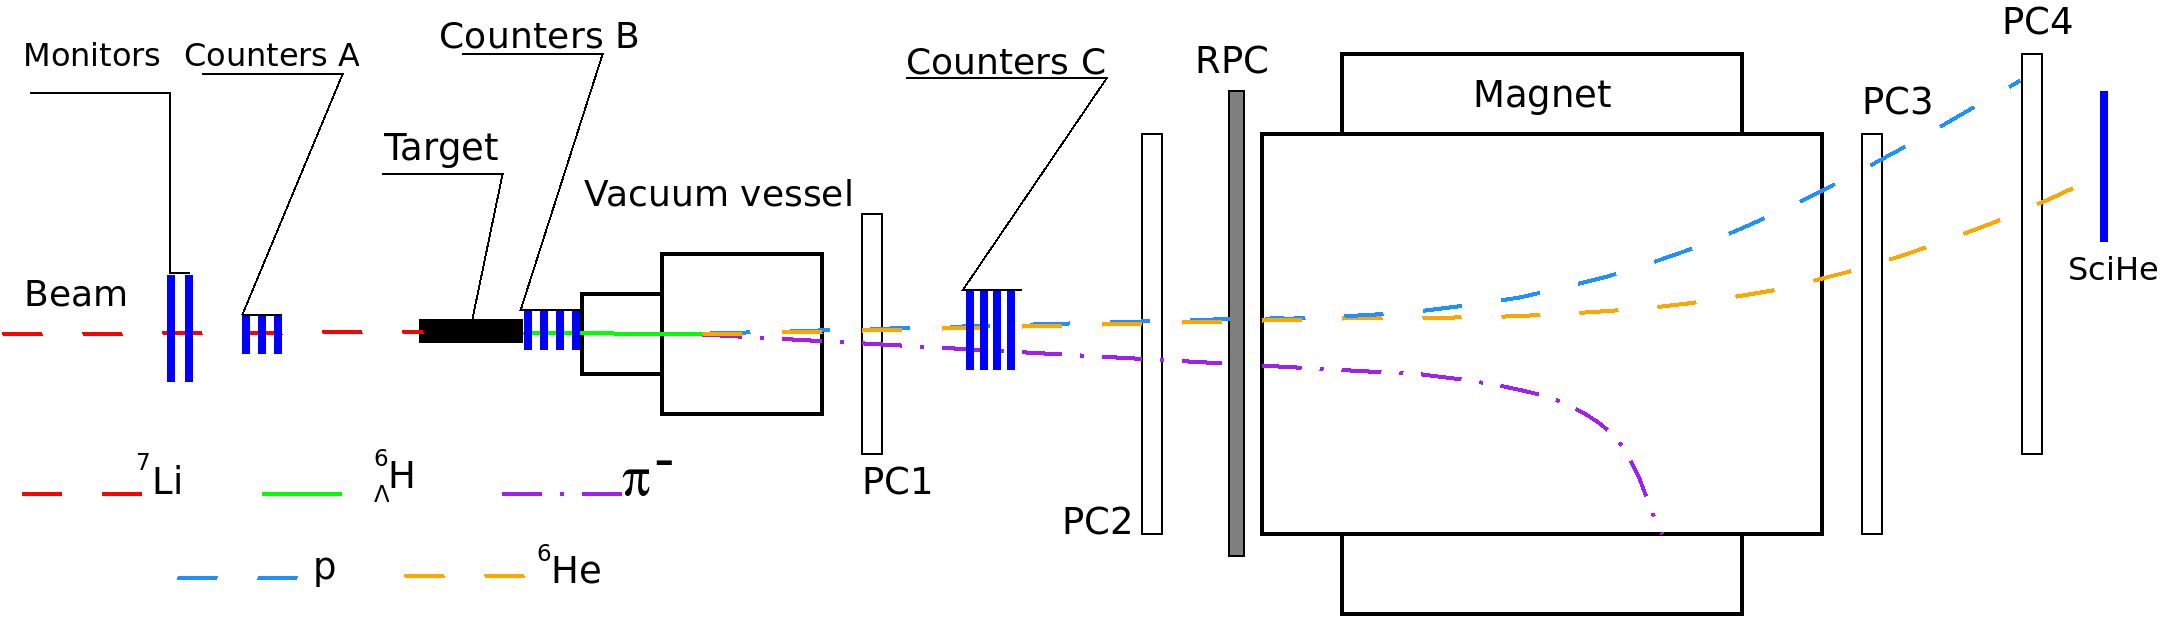 Monitors
Counters A
Counters B
Target
Vacuum vessel
Counters C
RPC
Magnet
PC4
PC3
Beam
SciHe
PC1
PC2
⁷Li
⁶ΛH
π⁻
p
⁶He